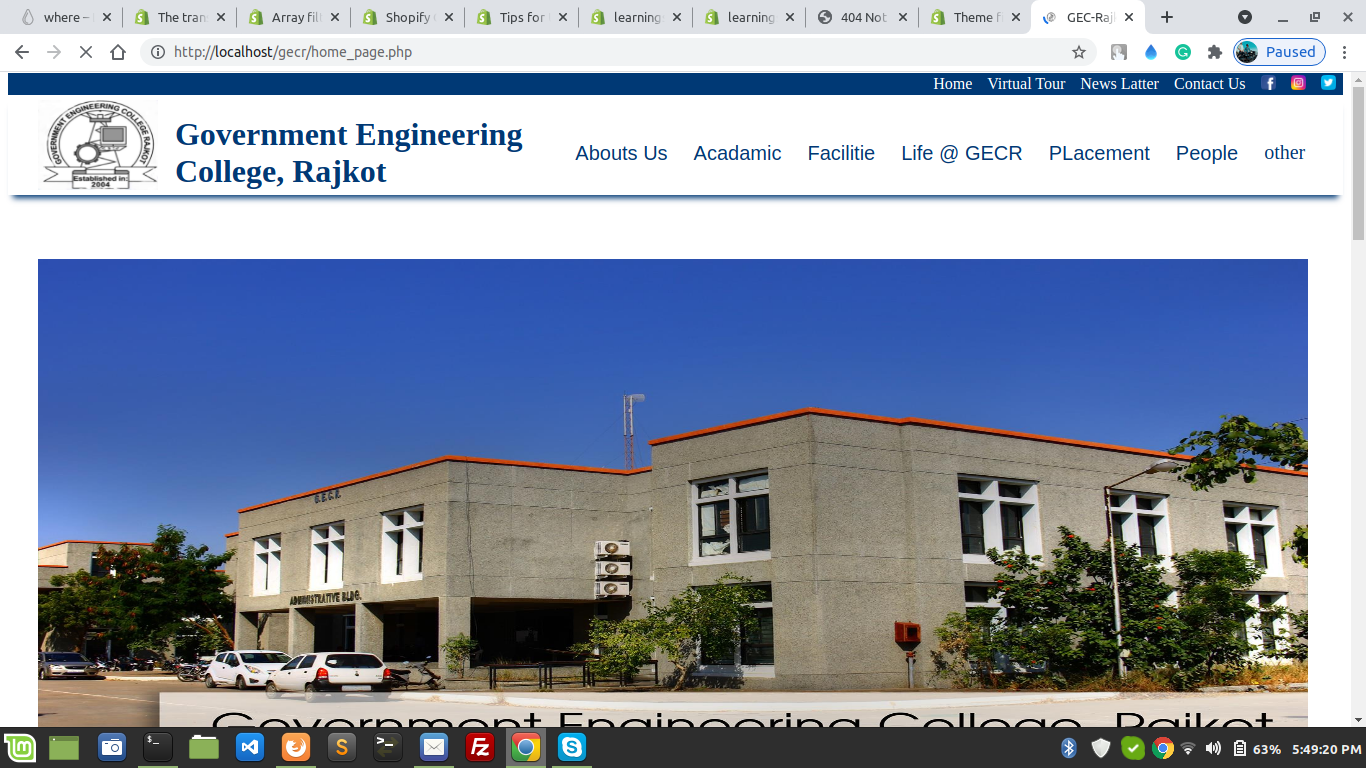 where –
The tran
Array fil
Shopify
Tips for
learning
learning
404 Not
Theme f
GEC-Raj
http://localhost/gecr/home_page.php
Paused
Home Virtual Tour News Latter Contact Us
GOVERNMENT ENGINEERING COLLEGE RAJKOT
Established in:
2004
Government Engineering
College, Rajkot
Abouts Us Acadamic Facilitie Life @ GECR PLacement People other
G.E.C.R.
ADMINISTRATIVE BLDG.
Government Engineering College, Rajkot
63% 5:49:20 PM